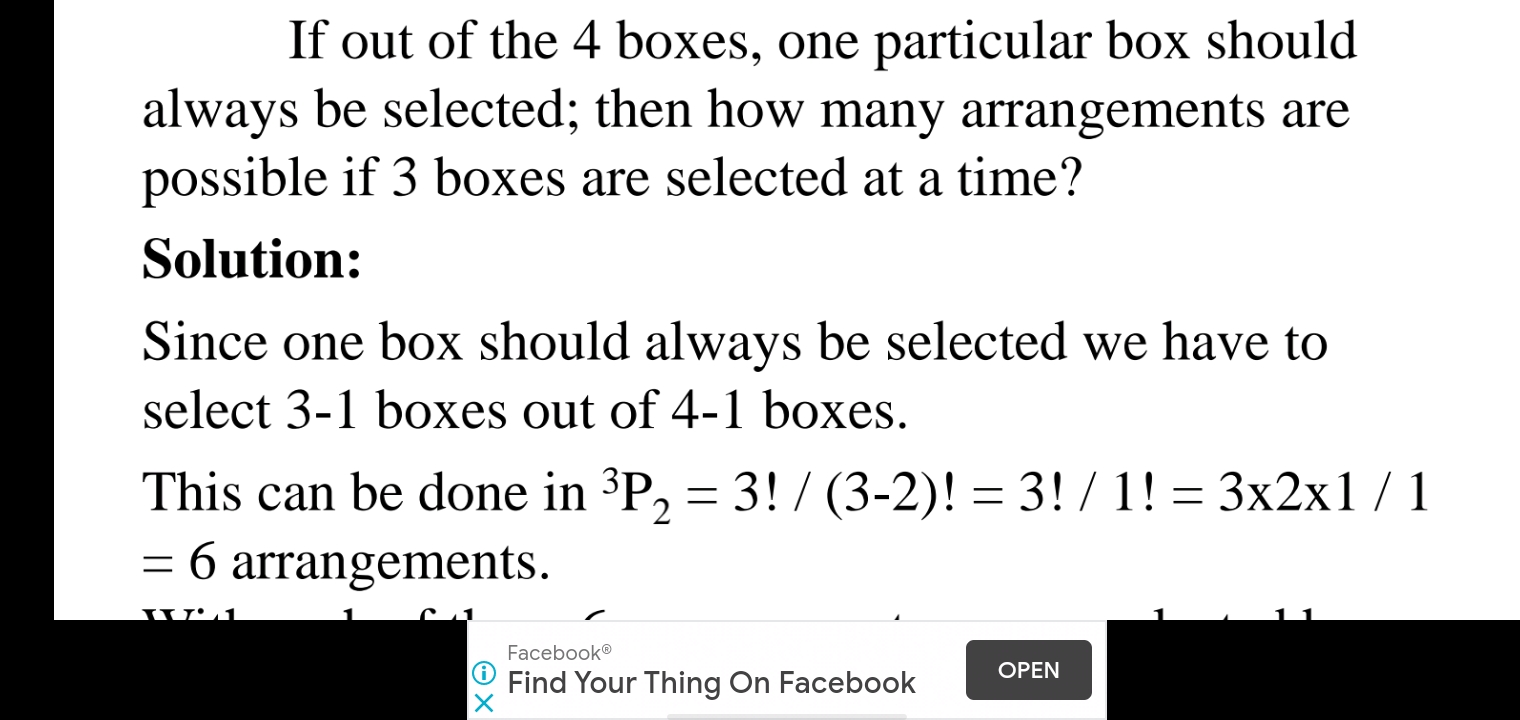 If out of the 4 boxes, one particular box should
always be selected; then how many arrangements are
possible if 3 boxes are selected at a time?
Solution:
Since one box should always be selected we have to
select 3-1 boxes out of 4-1 boxes.
This can be done in ³P₂ = 3! / (3-2)! = 3! / 1! = 3x2x1 / 1
= 6 arrangements.
Facebook®
Find Your Thing On Facebook
OPEN